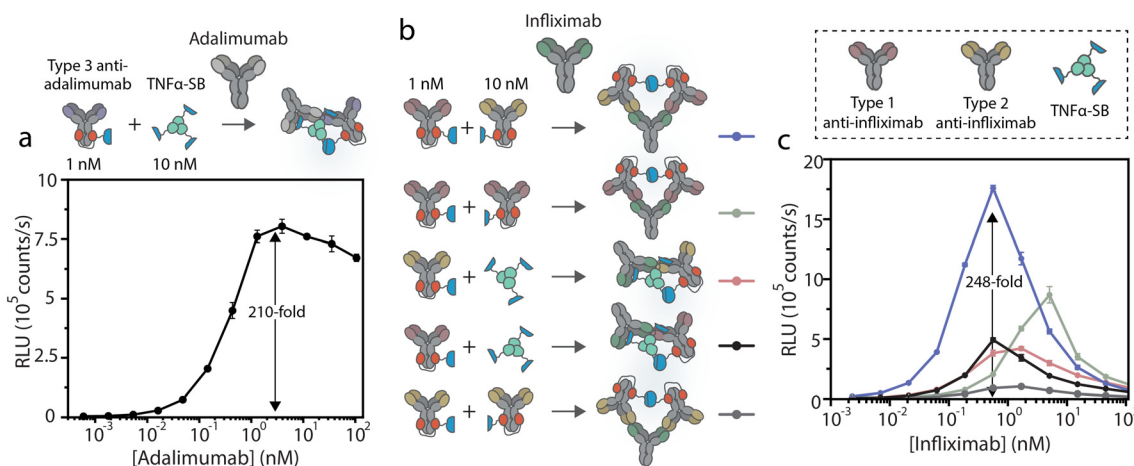 a
Type 3 anti-
adalimumab
TNFα-SB
Adalimumab
+
1 nM
10 nM
RLU (10⁵ counts/s)
10
7.5
5
2.5
0
210-fold
10⁻³ 10⁻² 10⁻¹ 10⁰ 10¹ 10²
[Adalimumab] (nM)
b
Infliximab
1 nM
10 nM
+
+
+
+
+
Type 1
anti-infliximab
Type 2
anti-infliximab
TNFα-SB
c
RLU (10⁵ counts/s)
20
15
10
5
0
248-fold
10⁻³ 10⁻² 10⁻¹ 10⁰ 10¹ 10
[Infliximab] (nM)